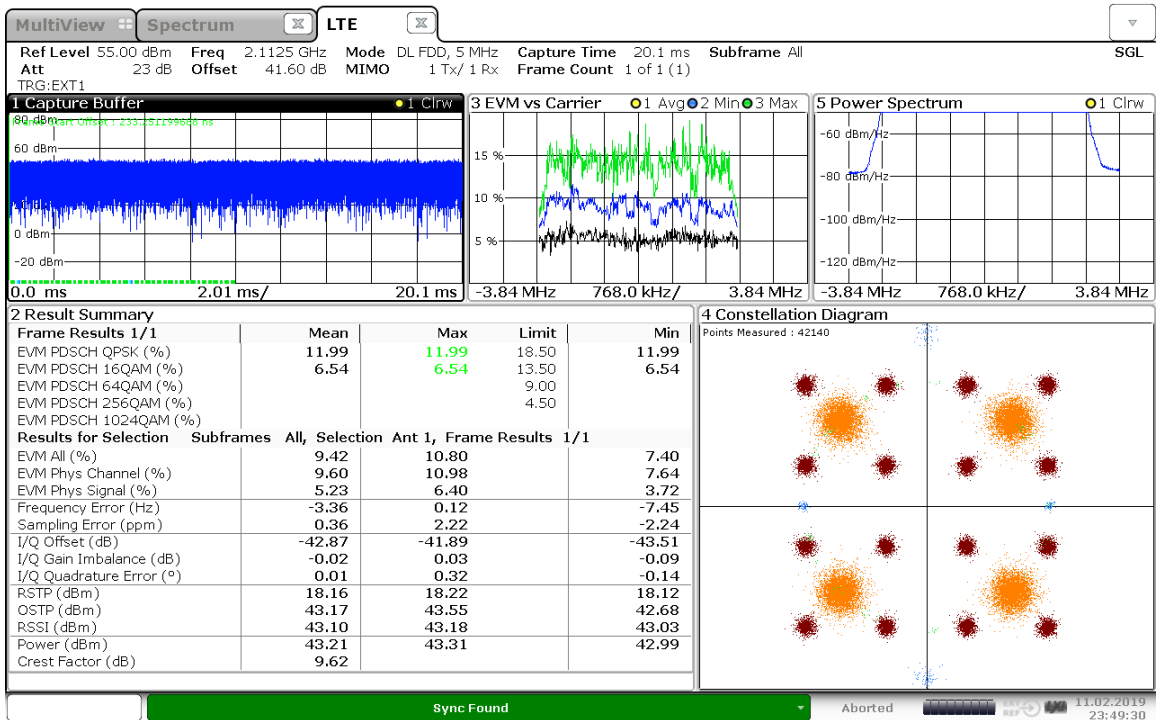 MultiView Spectrum LTE
Ref Level 55.00 dBm Freq 2.1125 GHz Mode DL FDD, 5 MHz Capture Time 20.1 ms Subframe All SGL
Att 23 dB Offset 41.60 dB MIMO 1 Tx/ 1 Rx Frame Count 1 of 1 (1)
TRG:EXT1
1 Capture Buffer 1 Clrw
80 dBm
Frame Start Offset : 233.251199668 ns
60 dBm
0 dBm
-20 dBm
0.0 ms 2.01 ms/ 20.1 ms
3 EVM vs Carrier 1 Avg 2 Min 3 Max
15 %
10 %
5 %
-3.84 MHz 768.0 kHz/ 3.84 MHz
5 Power Spectrum 1 Clrw
-60 dBm/Hz
-80 dBm/Hz
-100 dBm/Hz
-120 dBm/Hz
-3.84 MHz 768.0 kHz/ 3.84 MHz
2 Result Summary
Frame Results 1/1 Mean Max Limit Min
EVM PDSCH QPSK (%) 11.99 11.99 18.50 11.99
EVM PDSCH 16QAM (%) 6.54 6.54 13.50 6.54
EVM PDSCH 64QAM (%) 9.00
EVM PDSCH 256QAM (%) 4.50
EVM PDSCH 1024QAM (%)
Results for Selection Subframes All, Selection Ant 1, Frame Results 1/1
EVM All (%) 9.42 10.80 7.40
EVM Phys Channel (%) 9.60 10.98 7.64
EVM Phys Signal (%) 5.23 6.40 3.72
Frequency Error (Hz) -3.36 0.12 -7.45
Sampling Error (ppm) 0.36 2.22 -2.24
I/Q Offset (dB) -42.87 -41.89 -43.51
I/Q Gain Imbalance (dB) -0.02 0.03 -0.09
I/Q Quadrature Error (°) 0.01 0.32 -0.14
RSTP (dBm) 18.16 18.22 18.12
OSTP (dBm) 43.17 43.55 42.68
RSSI (dBm) 43.10 43.18 43.03
Power (dBm) 43.21 43.31 42.99
Crest Factor (dB) 9.62
4 Constellation Diagram
Points Measured : 42140
Sync Found Aborted EXT REF 11.02.2019
23:49:30